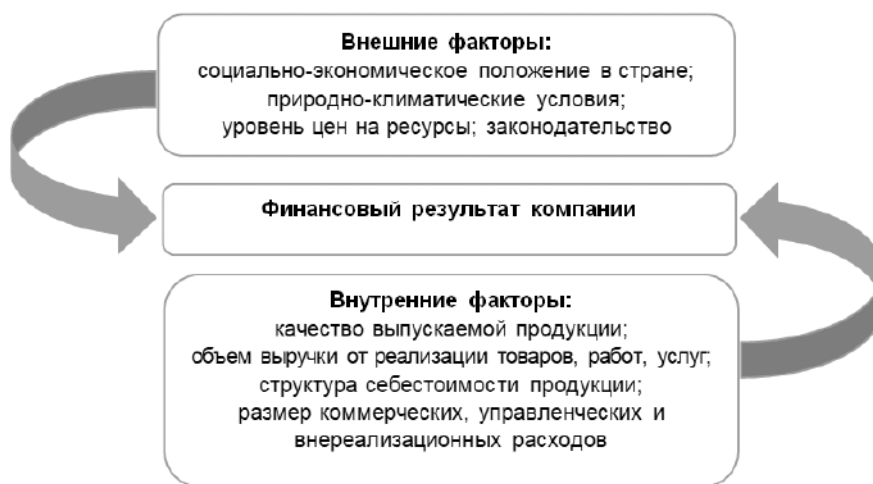 Внешние факторы:
социально-экономическое положение в стране;
природно-климатические условия;
уровень цен на ресурсы; законодательство
Финансовый результат компании
Внутренние факторы:
качество выпускаемой продукции;
объем выручки от реализации товаров, работ, услуг;
структура себестоимости продукции;
размер коммерческих, управленческих и
внереализационных расходов